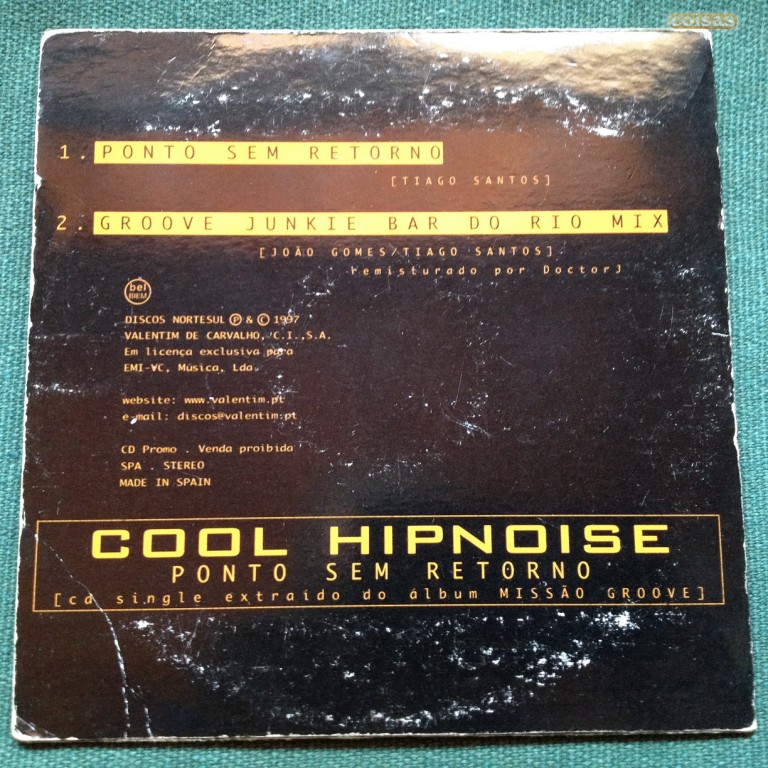 coisas
1. PONTO SEM RETORNO
[TIAGO SANTOS]
2. GROOVE JUNKIE BAR DO RIO MIX
[JOÃO GOMES/TIAGO SANTOS].
remisturado por DoctorJ
bel
BIEM
DISCOS NORTESUL Ⓟ & © 1997
VALENTIM DE CARVALHO, C.I.,S.A.
Em licença exclusiva para
EMI-VC, Música, Lda.
website: www.valentim.pt
e-mail: discos@valentim.pt
CD Promo . Venda proibida
SPA . STEREO
MADE IN SPAIN
COOL HIPNOISE
PONTO SEM RETORNO
[cd single extraído do álbum MISSÃO GROOVE]